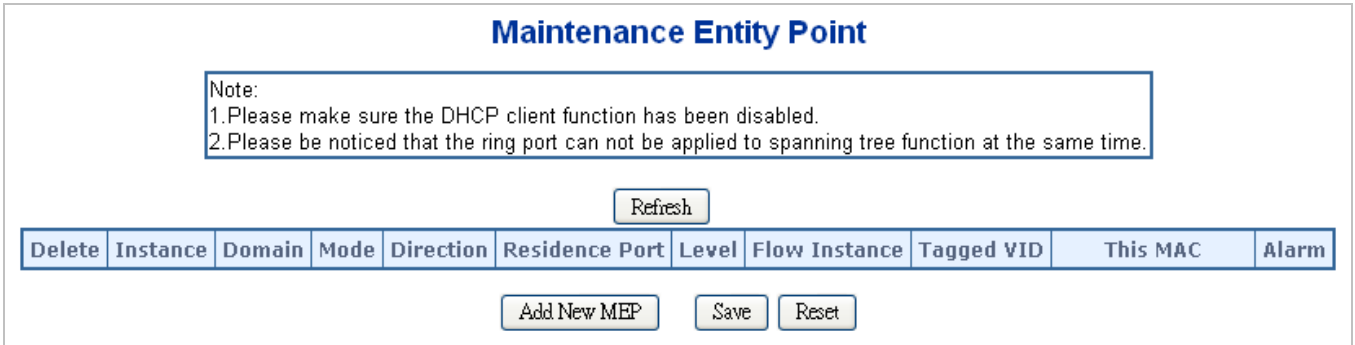 Maintenance Entity Point
Note:
1.Please make sure the DHCP client function has been disabled.
2.Please be noticed that the ring port can not be applied to spanning tree function at the same time.
Refresh
Delete Instance Domain Mode Direction Residence Port Level Flow Instance Tagged VID This MAC Alarm
Add New MEP Save Reset